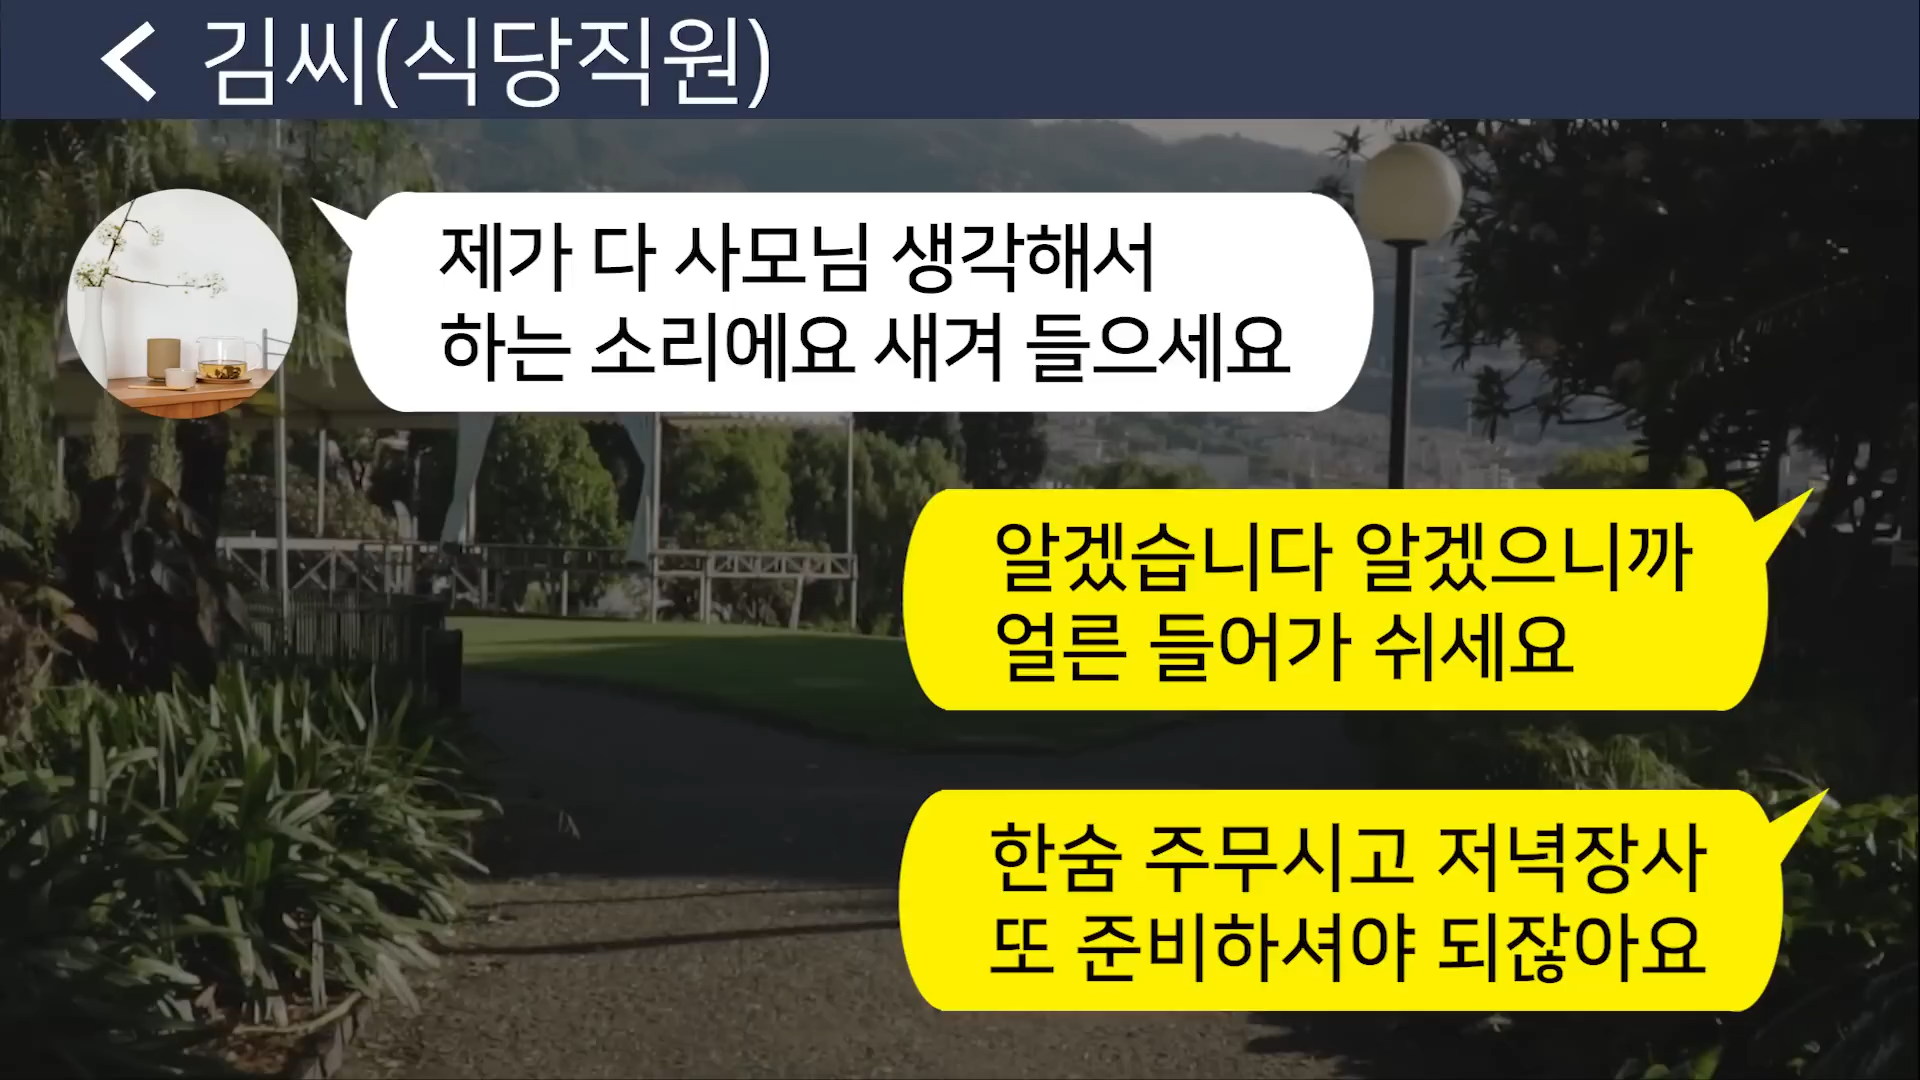 김씨(식당직원)
제가 다 사모님 생각해서
하는 소리에요 새겨 들으세요
알겠습니다 알겠으니까
얼른 들어가 쉬세요
한숨 주무시고 저녁장사
또 준비하셔야 되잖아요